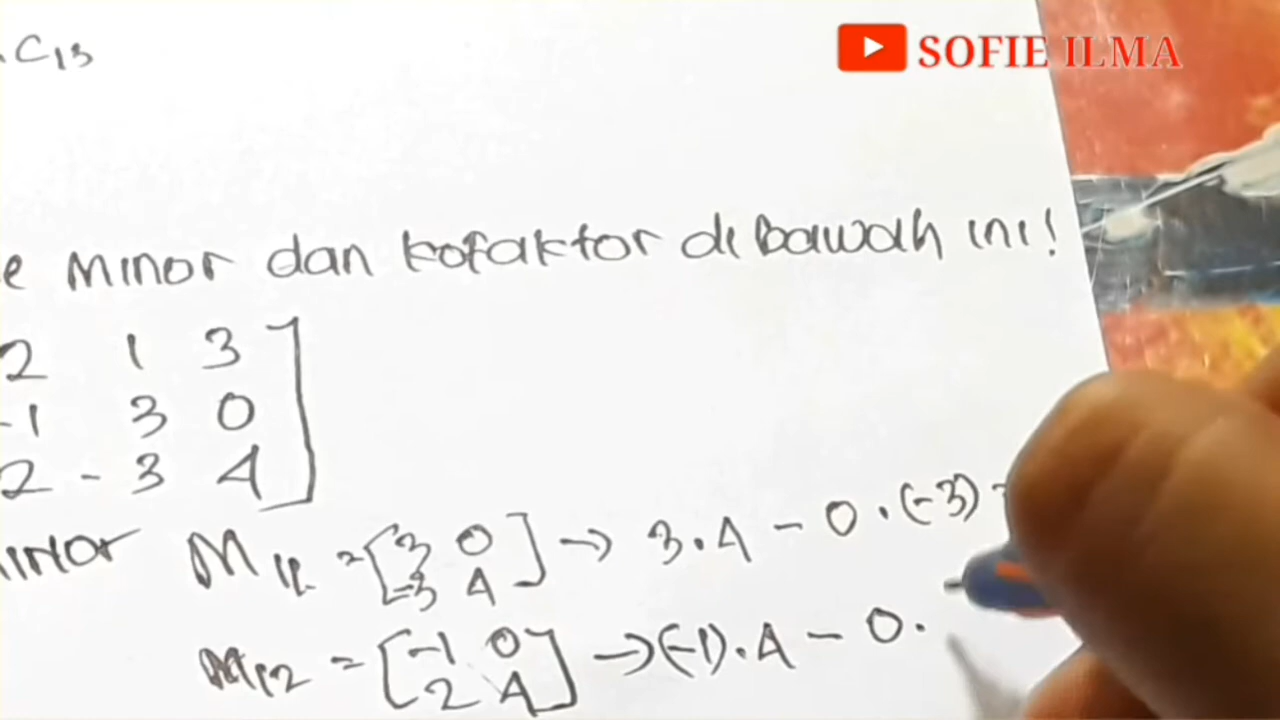 . C13
SOFIE ILMA
e Minor dan kofaktor di bawah ini!
2 1 3
-1 3 0
2 -3 4
inor M11 = [3 0 → 3.4 - 0.(-3) =
-3 4]
M12 = [-1 0 → (-1).4 - 0.
2 4]